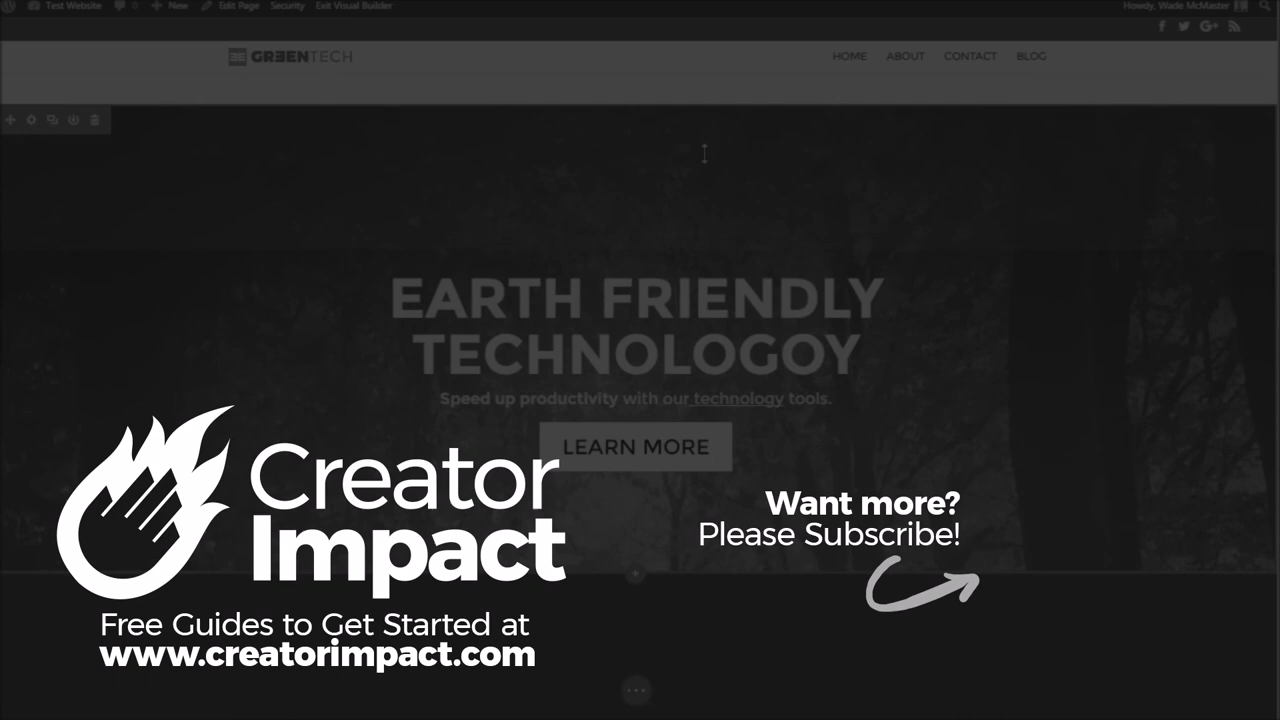 Test Website 0 New Edit Page Security Exit Visual Builder Howdy, Wade McMaster
GREENTECH HOME ABOUT CONTACT BLOG
EARTH FRIENDLY
TECHNOLOGOY
Speed up productivity with our technology tools.
LEARN MORE
Creator
Impact
Want more?
Please Subscribe!
Free Guides to Get Started at
www.creatorimpact.com